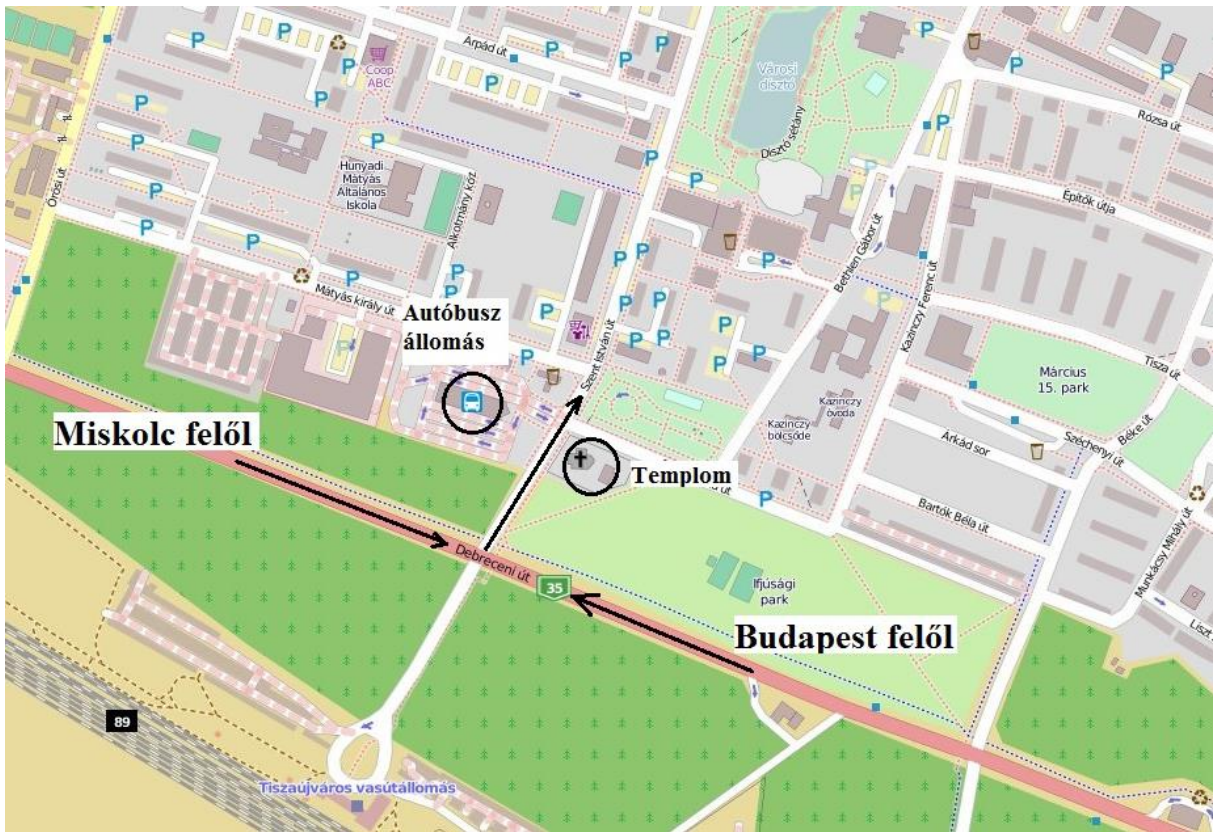 Árpád út
Coop
ABC
Városi
dísztó
Dísztó sétány
Rózsa út
Építők útja
Örösi út
Hunyadi
Mátyás
Általános
Iskola
Alkotmány köz
Mátyás király út
Autóbusz
állomás
Szent István út
Bethlen Gábor út
Kazinczy Ferenc út
Tisza út
Március
15. park
Béke út
Széchenyi út
Árkád sor
Kazinczy
óvoda
Kazinczy
bölcsőde
Miskolc felől
Templom
Bartók Béla út
Munkácsy Mihály út
Debreceni út
35
Ifjúsági
park
Budapest felől
89
Tiszaújváros vasútállomás
P